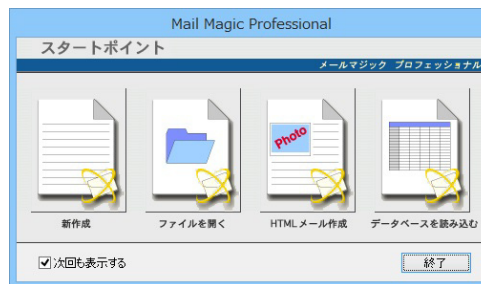 Mail Magic Professional
スタートポイント
メールマジック プロフェッショナル
Photo
新作成 ファイルを開く HTMLメール作成 データベースを読み込む
次回も表示する 終了